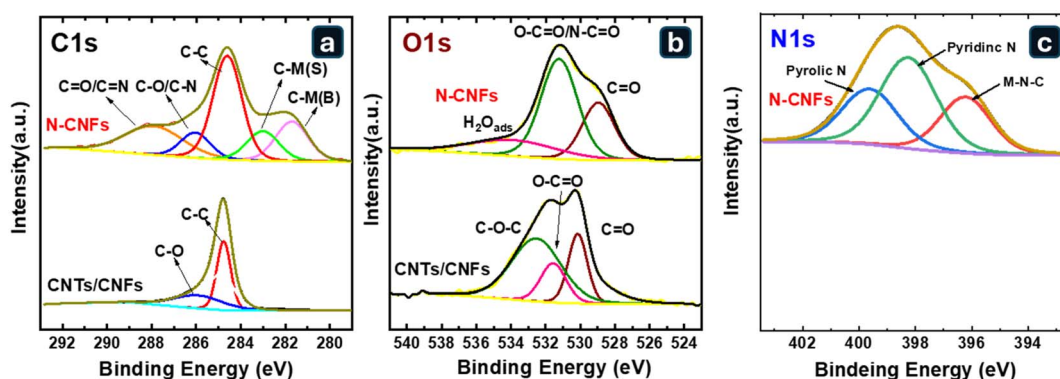 C1s
a
C-C
C-M(S)
C=O/C=N
C-O/C-N
C-M(B)
N-CNFs
C-C
C-O
CNTs/CNFs
Intensity(a.u.)
292 290 288 286 284 282 280
Binding Energy (eV)
O1s
b
O-C=O/N-C=O
N-CNFs
C=O
H2Oads
O-C=O
C-O-C
C=O
CNTs/CNFs
Intensity(a.u.)
540 538 536 534 532 530 528 526 524
Binding Energy (eV)
N1s
c
Pyridinc N
Pyrolic N
M-N-C
N-CNFs
Intensity(a.u.)
402 400 398 396 394
Bindeing Energy (eV)